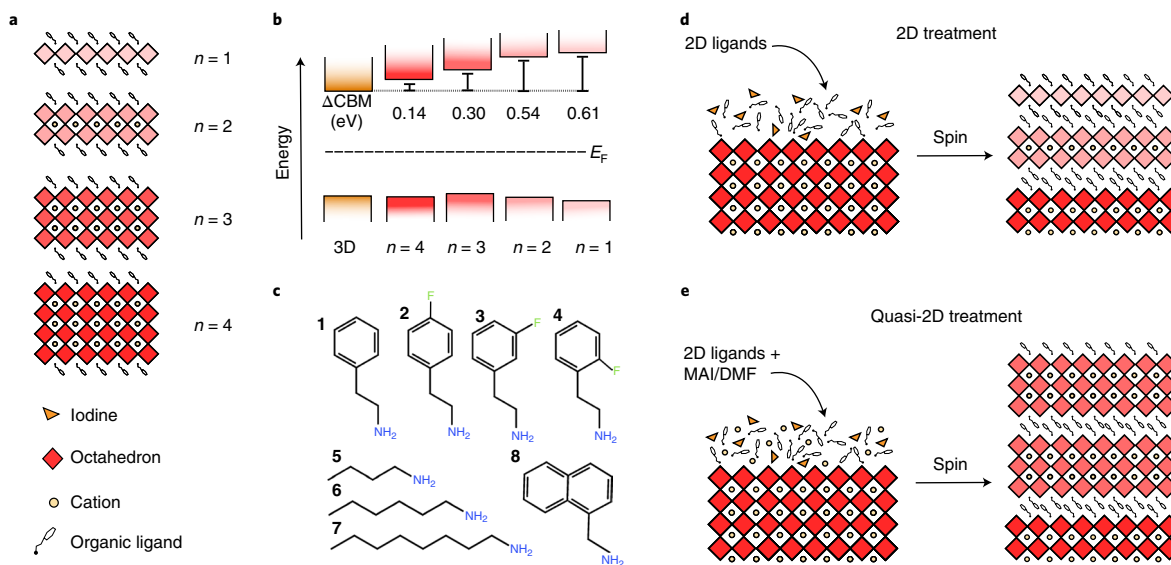 a
n = 1
n = 2
n = 3
n = 4
Iodine
Octahedron
Cation
Organic ligand
b
Energy
ΔCBM
(eV)
0.14
0.30
0.54
0.61
E_F
3D
n = 4
n = 3
n = 2
n = 1
c
1
NH₂
2
F
NH₂
3
F
NH₂
4
F
NH₂
5
NH₂
6
NH₂
7
NH₂
8
NH₂
d
2D treatment
2D ligands
Spin
e
Quasi-2D treatment
2D ligands +
MAI/DMF
Spin